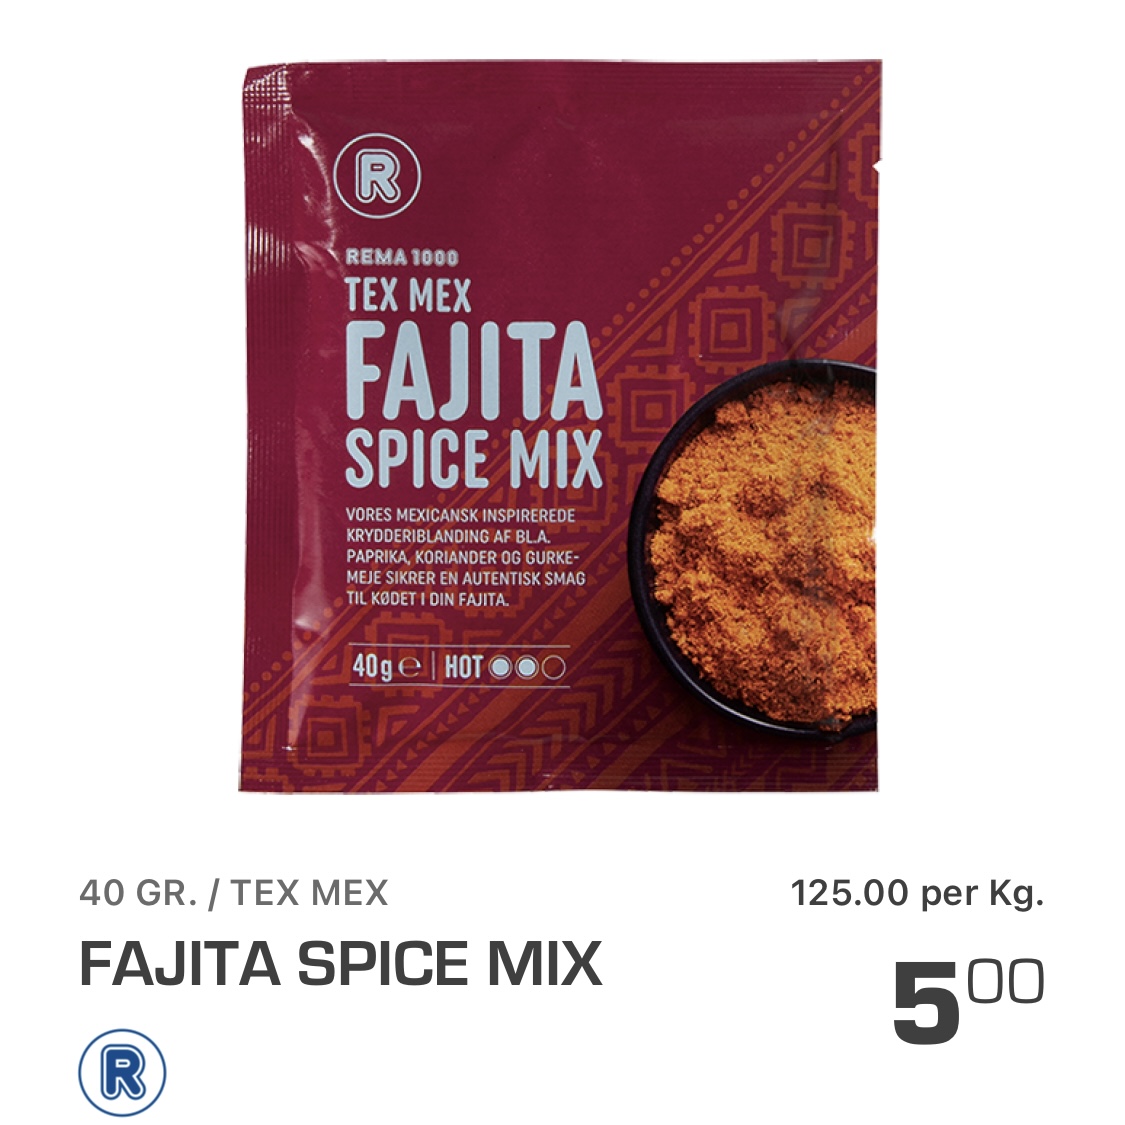 R
REMA 1000
TEX MEX
FAJITA
SPICE MIX
VORES MEXICANSK INSPIREREDE
KRYDDERIBLANDING AF BL.A.
PAPRIKA, KORIANDER OG GURKE-
MEJE SIKRER EN AUTENTISK SMAG
TIL KØDET I DIN FAJITA.
40g ℮ | HOT
40 GR. / TEX MEX
125.00 per Kg.
FAJITA SPICE MIX
5 00
R